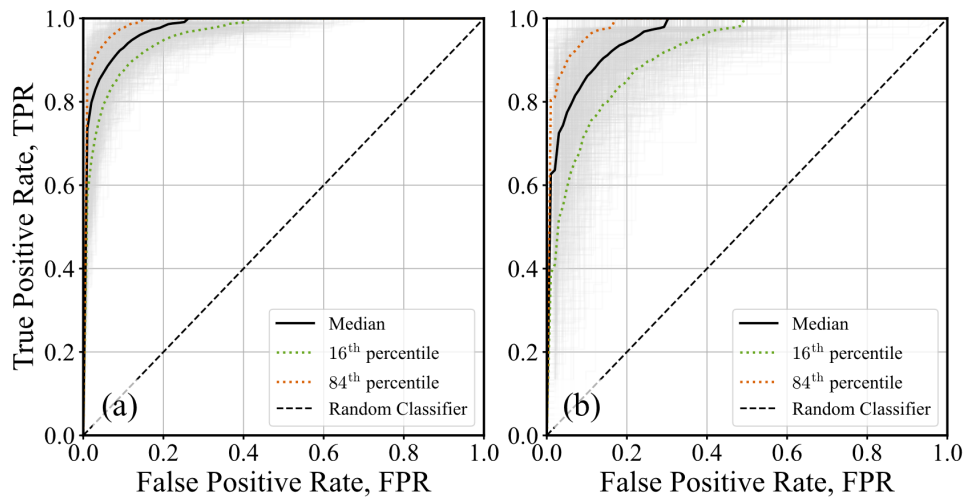 True Positive Rate, TPR
1.0
0.8
0.6
0.4
0.2
0.0
Median
16th percentile
84th percentile
Random Classifier
(a)
0.0 0.2 0.4 0.6 0.8 1.0
False Positive Rate, FPR
1.0
0.8
0.6
0.4
0.2
0.0
Median
16th percentile
84th percentile
Random Classifier
(b)
0.0 0.2 0.4 0.6 0.8 1.0
False Positive Rate, FPR